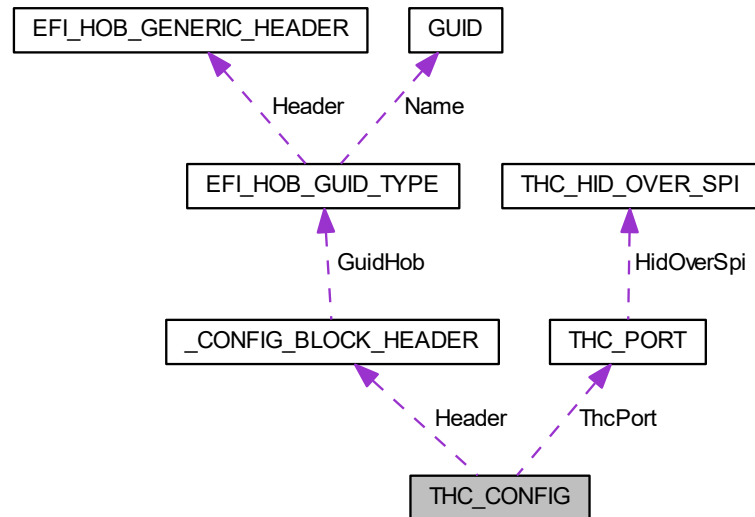 EFI_HOB_GENERIC_HEADER
GUID
Header
Name
EFI_HOB_GUID_TYPE
THC_HID_OVER_SPI
GuidHob
HidOverSpi
_CONFIG_BLOCK_HEADER
THC_PORT
Header
ThcPort
THC_CONFIG